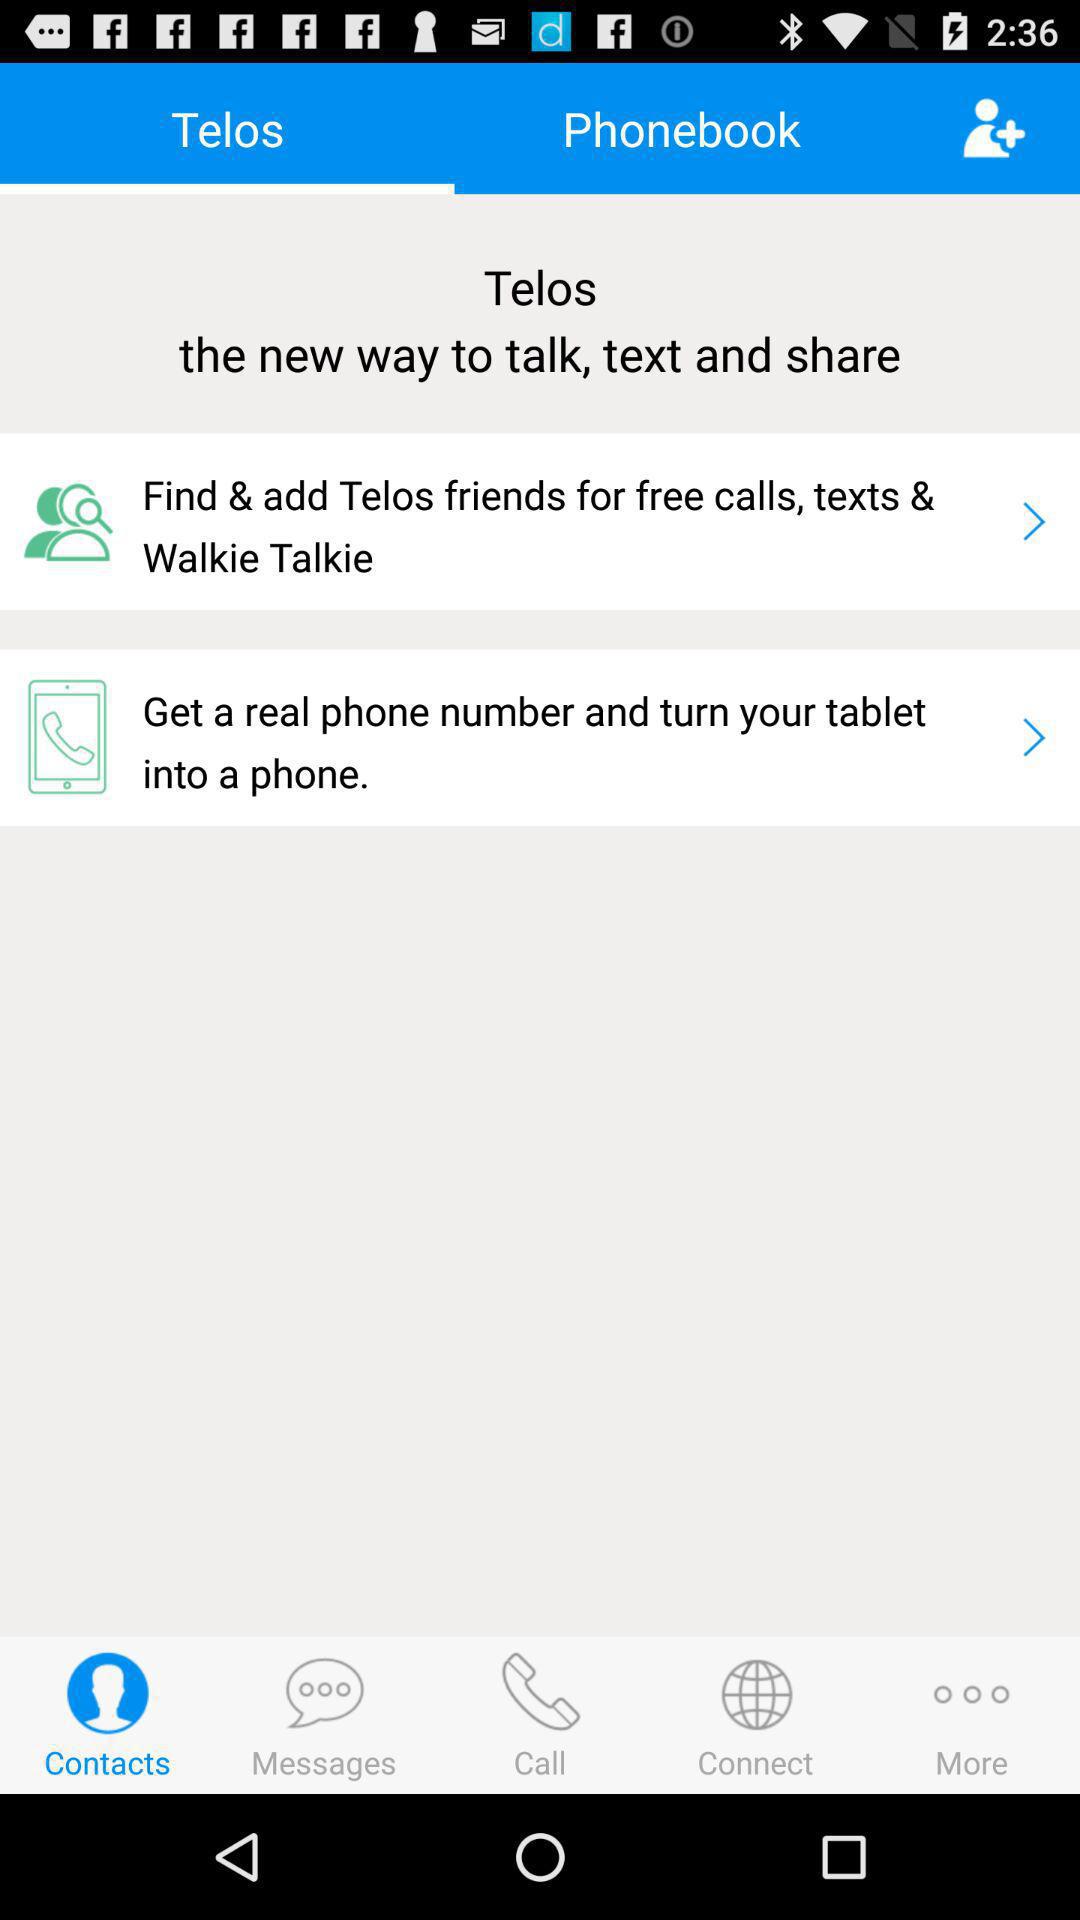 2:36
Telos
Phonebook
Telos
the new way to talk, text and share
Find & add Telos friends for free calls, texts &
Walkie Talkie
Get a real phone number and turn your tablet
into a phone.
Contacts
Messages
Call
Connect
More